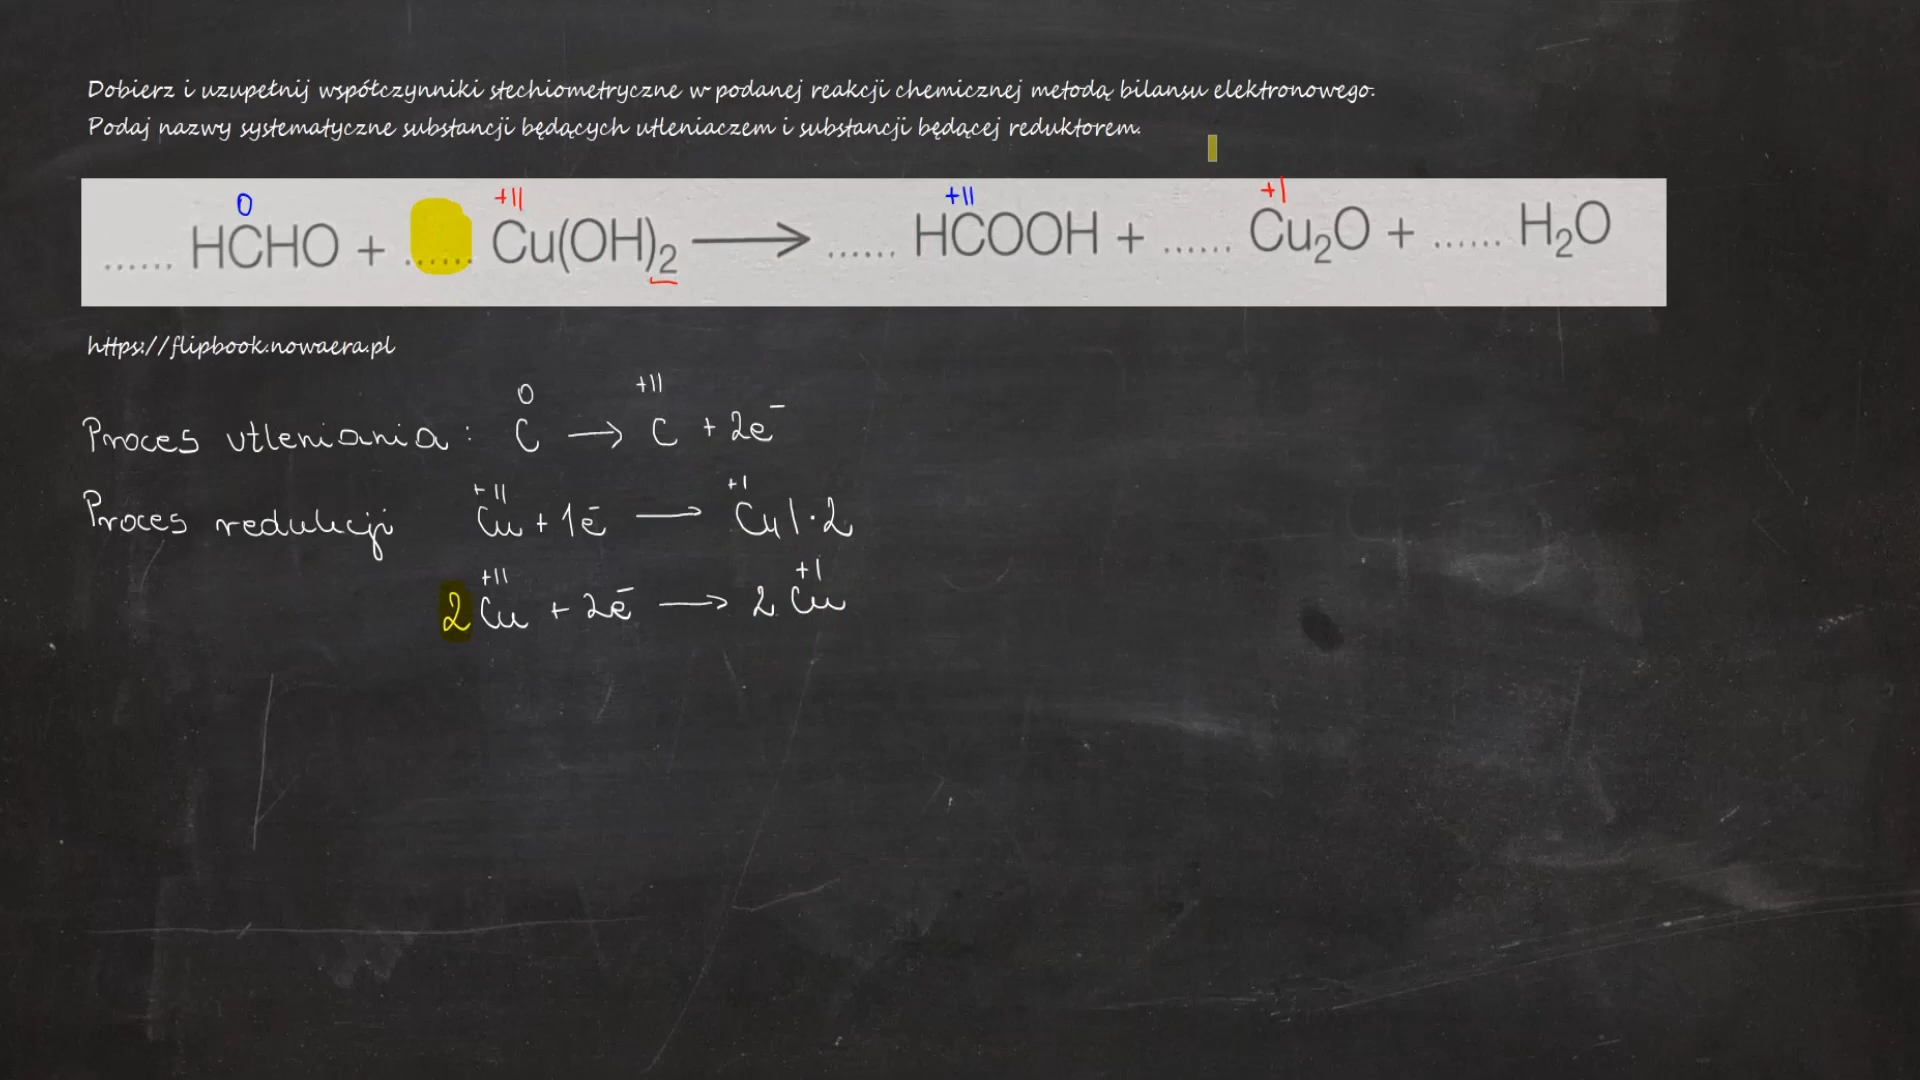 Dobierz i uzupełnij współczynniki stechiometryczne w podanej reakcji chemicznej metodą bilansu elektronowego.
Podaj nazwy systematyczne substancji będących utleniaczem i substancji będącej reduktorem.
0 +II +II +I
...... HCHO + ...... Cu(OH)₂ ⟶ ...... HCOOH + ...... Cu₂O + ...... H₂O
https://flipbook.nowaera.pl
0 +II
Proces utleniania: C → C + 2e⁻
+II +I
Proces redukcji Cu + 1e⁻ → Cu |·2
+II +I
2 Cu + 2e⁻ → 2 Cu